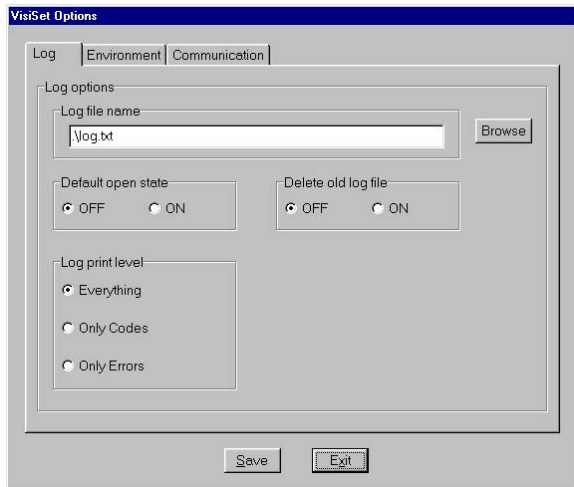 VisiSet Options
Log Environment Communication
Log options
Log file name
.\log.txt
Browse
Default open state
OFF ON
Delete old log file
OFF ON
Log print level
Everything
Only Codes
Only Errors
Save Exit